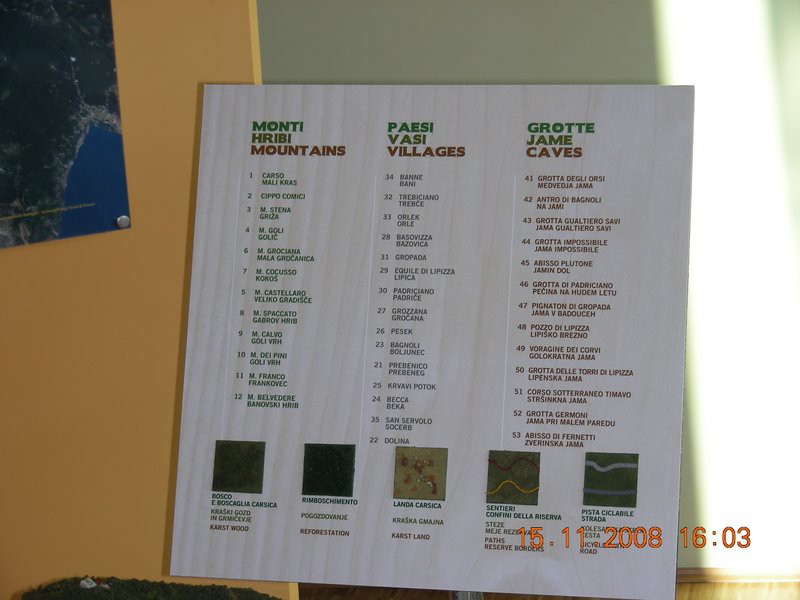 MONTI
HRIBI
MOUNTAINS
1 CARSO
MALI KRAS
2 CIPPO COMICI
3 M. STENA
GRIŽA
4 M. GOLI
GOLIČ
6 M. GROCIANA
MALA GROČANICA
7 M. COCUSSO
KOKOŠ
5 M. CASTELLARO
VELIKO GRADIŠČE
8 M. SPACCATO
GABROV HRIB
9 M. CALVO
GOLI VRH
10 M. DEI PINI
GOLI VRH
11 M. FRANCO
FRANKOVEC
12 M. BELVEDERE
BANOVSKI HRIB
PAESI
VASI
VILLAGES
34 BANNE
BANI
32 TREBICIANO
TREBČE
33 ORLEK
ORLE
28 BASOVIZZA
BAZOVICA
31 GROPADA
29 EQUILE DI LIPIZZA
LIPICA
30 PADRICIANO
PADRIČE
27 GROZZANA
GROČANA
26 PESEK
23 BAGNOLI
BOLJUNEC
21 PREBENICO
PREBENEG
25 KRVAVI POTOK
24 BECCA
BEKA
35 SAN SERVOLO
SOCERB
22 DOLINA
GROTTE
JAME
CAVES
41 GROTTA DEGLI ORSI
MEDVEDJA JAMA
42 ANTRO DI BAGNOLI
NA JAMI
43 GROTTA GUALTIERO SAVI
JAMA GUALTIERO SAVI
44 GROTTA IMPOSSIBILE
JAMA IMPOSSIBILE
45 ABISSO PLUTONE
JAMIN DOL
46 GROTTA DI PADRICIANO
PEČINA NA HUDEM LETU
47 PIGNATON DI GROPADA
JAMA V BADOUCEH
48 POZZO DI LIPIZZA
LIPIŠKO BREZNO
49 VORAGINE DEI CORVI
GOLOKRATNA JAMA
50 GROTTA DELLE TORRI DI LIPIZZA
LIPENSKA JAMA
51 CORSO SOTTERRANEO TIMAVO
STRŠINKNA JAMA
52 GROTTA GERMONI
JAMA PRI MALEM PAREDU
53 ABISSO DI FERNETTI
ZVERINSKA JAMA
BOSCO
E BOSCAGLIA CARSICA
KRAŠKI GOZD
IN GRMIČEVJE
KARST WOOD
RIMBOSCHIMENTO
POGOZDOVANJE
REFORESTATION
LANDA CARSICA
KRAŠKA GMAJNA
KARST LAND
SENTIERI
CONFINI DELLA RISERVA
STEZE
MEJE
PATHS
RESERVE BORDERS
PISTA CICLABILE
STRADA
CESTA
ROAD
15.11.2008 16:03